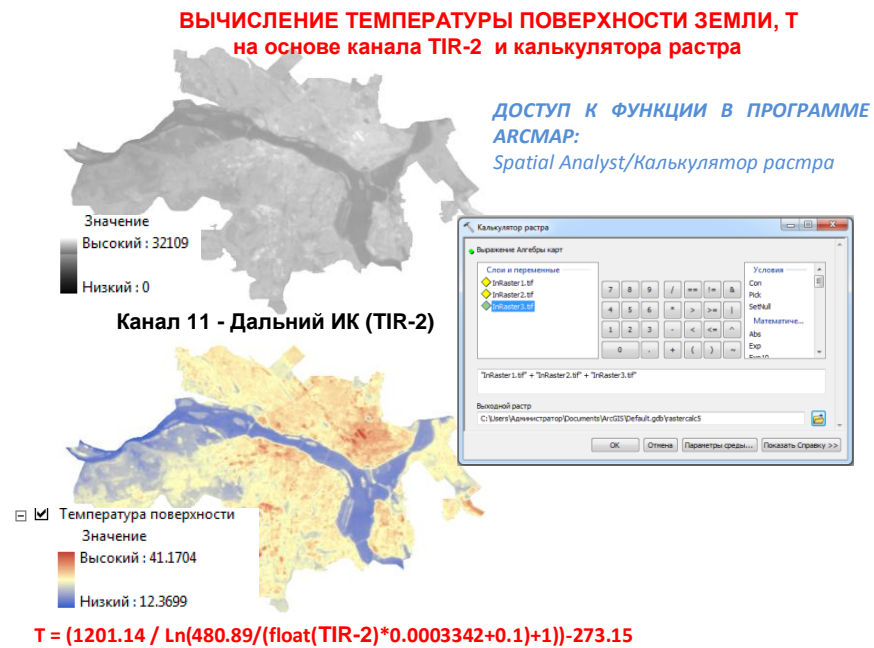 ВЫЧИСЛЕНИЕ ТЕМПЕРАТУРЫ ПОВЕРХНОСТИ ЗЕМЛИ, Т
на основе канала TIR-2 и калькулятора растра
ДОСТУП К ФУНКЦИИ В ПРОГРАММЕ
ARCMAP:
Spatial Analyst/Калькулятор растра
Значение
Высокий : 32109
Низкий : 0
Канал 11 - Дальний ИК (TIR-2)
Калькулятор растра
Выражение Алгебры карт
Слои и переменные
InRaster1.tif
InRaster2.tif
InRaster3.tif
7 8 9 / == != &
4 5 6 * > >= |
1 2 3 - < <= ^
0 . + ( ) ~
Условия
Con
Pick
SetNull
Математиче...
Abs
Exp
Exp10
"InRaster1.tif" + "InRaster2.tif" + "InRaster3.tif"
Выходной растр
C:\Users\Администратор\Documents\ArcGIS\Default.gdb\rastercalc5
OK Отмена Параметры среды... Показать Справку >>
Температура поверхности
Значение
Высокий : 41.1704
Низкий : 12.3699
T = (1201.14 / Ln(480.89/(float(TIR-2)*0.0003342+0.1)+1))-273.15